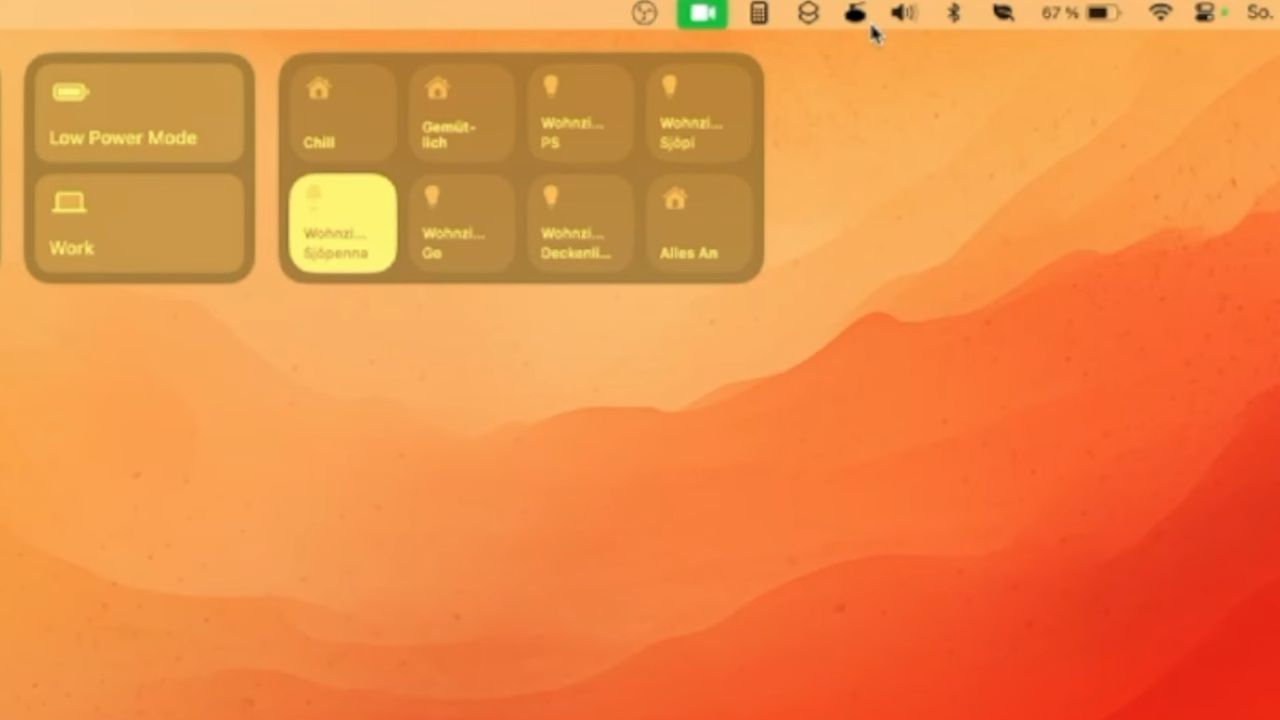 67 %
So.
Low Power Mode
Work
Chill
Gemüt-
lich
Wohnzi...
PS
Wohnzi...
Sjöpi
Wohnzi...
Sjöpenna
Wohnzi...
Go
Wohnzi...
Deckenli...
Alles An